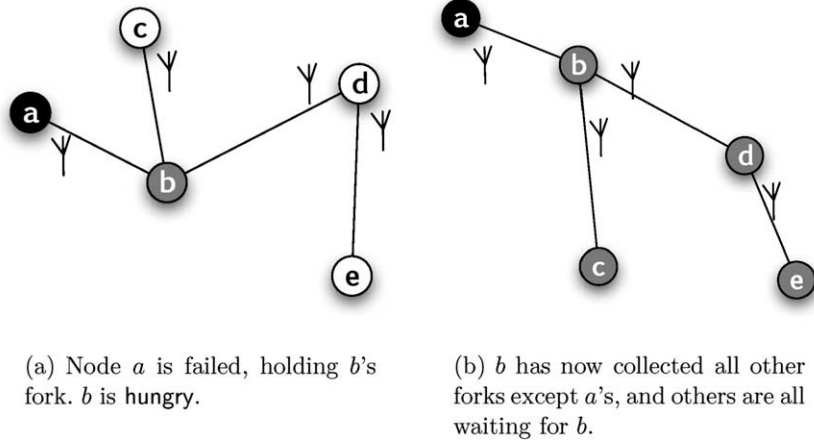 c
a
d
b
e
a
b
d
c
e
(a) Node a is failed, holding b's
fork. b is hungry.
(b) b has now collected all other
forks except a's, and others are all
waiting for b.